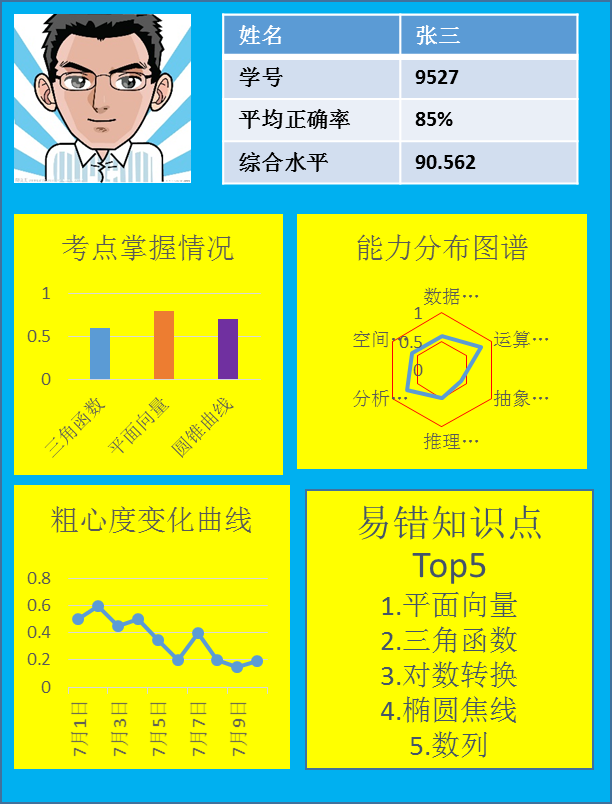 姓名 张三
学号 9527
平均正确率 85%
综合水平 90.562
考点掌握情况
1
0.5
0
三角函数 平面向量 圆锥曲线
能力分布图谱
数据…
1
空间… 0.5 运算…
0
分析… 抽象…
推理…
粗心度变化曲线
0.8
0.6
0.4
0.2
0
7月1日 7月3日 7月5日 7月7日 7月9日
易错知识点
Top5
1.平面向量
2.三角函数
3.对数转换
4.椭圆焦线
5.数列